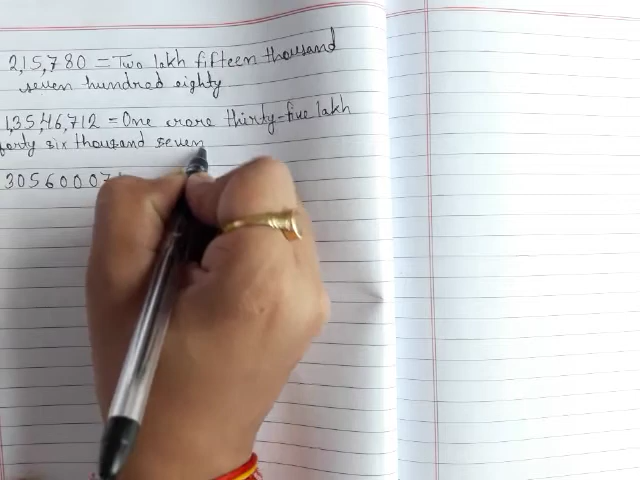 2,15,780 = Two lakh fifteen thousand
seven hundred eighty
1,35,46,712 = One crore thirty-five lakh
forty six thousand seven
30560007